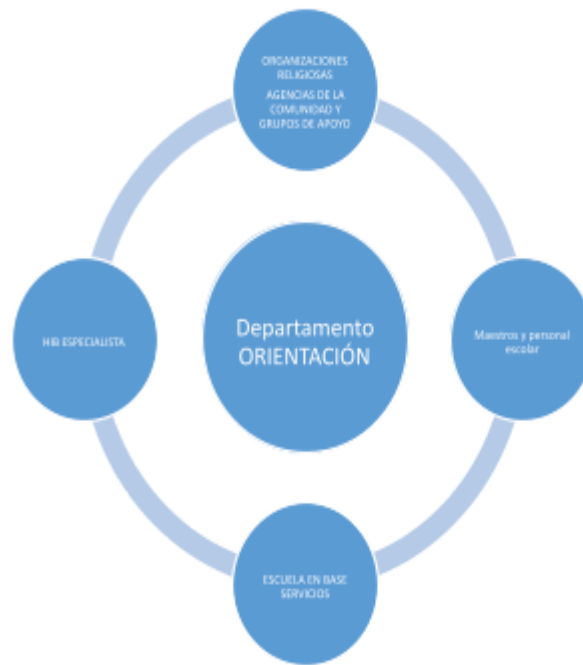 ORGANIZACIONES
RELIGIOSAS
AGENCIAS DE LA
COMUNIDAD Y
GRUPOS DE APOYO
HIB ESPECIALISTA
Departamento
ORIENTACIÓN
Maestros y personal
escolar
ESCUELA EN BASE
SERVICIOS